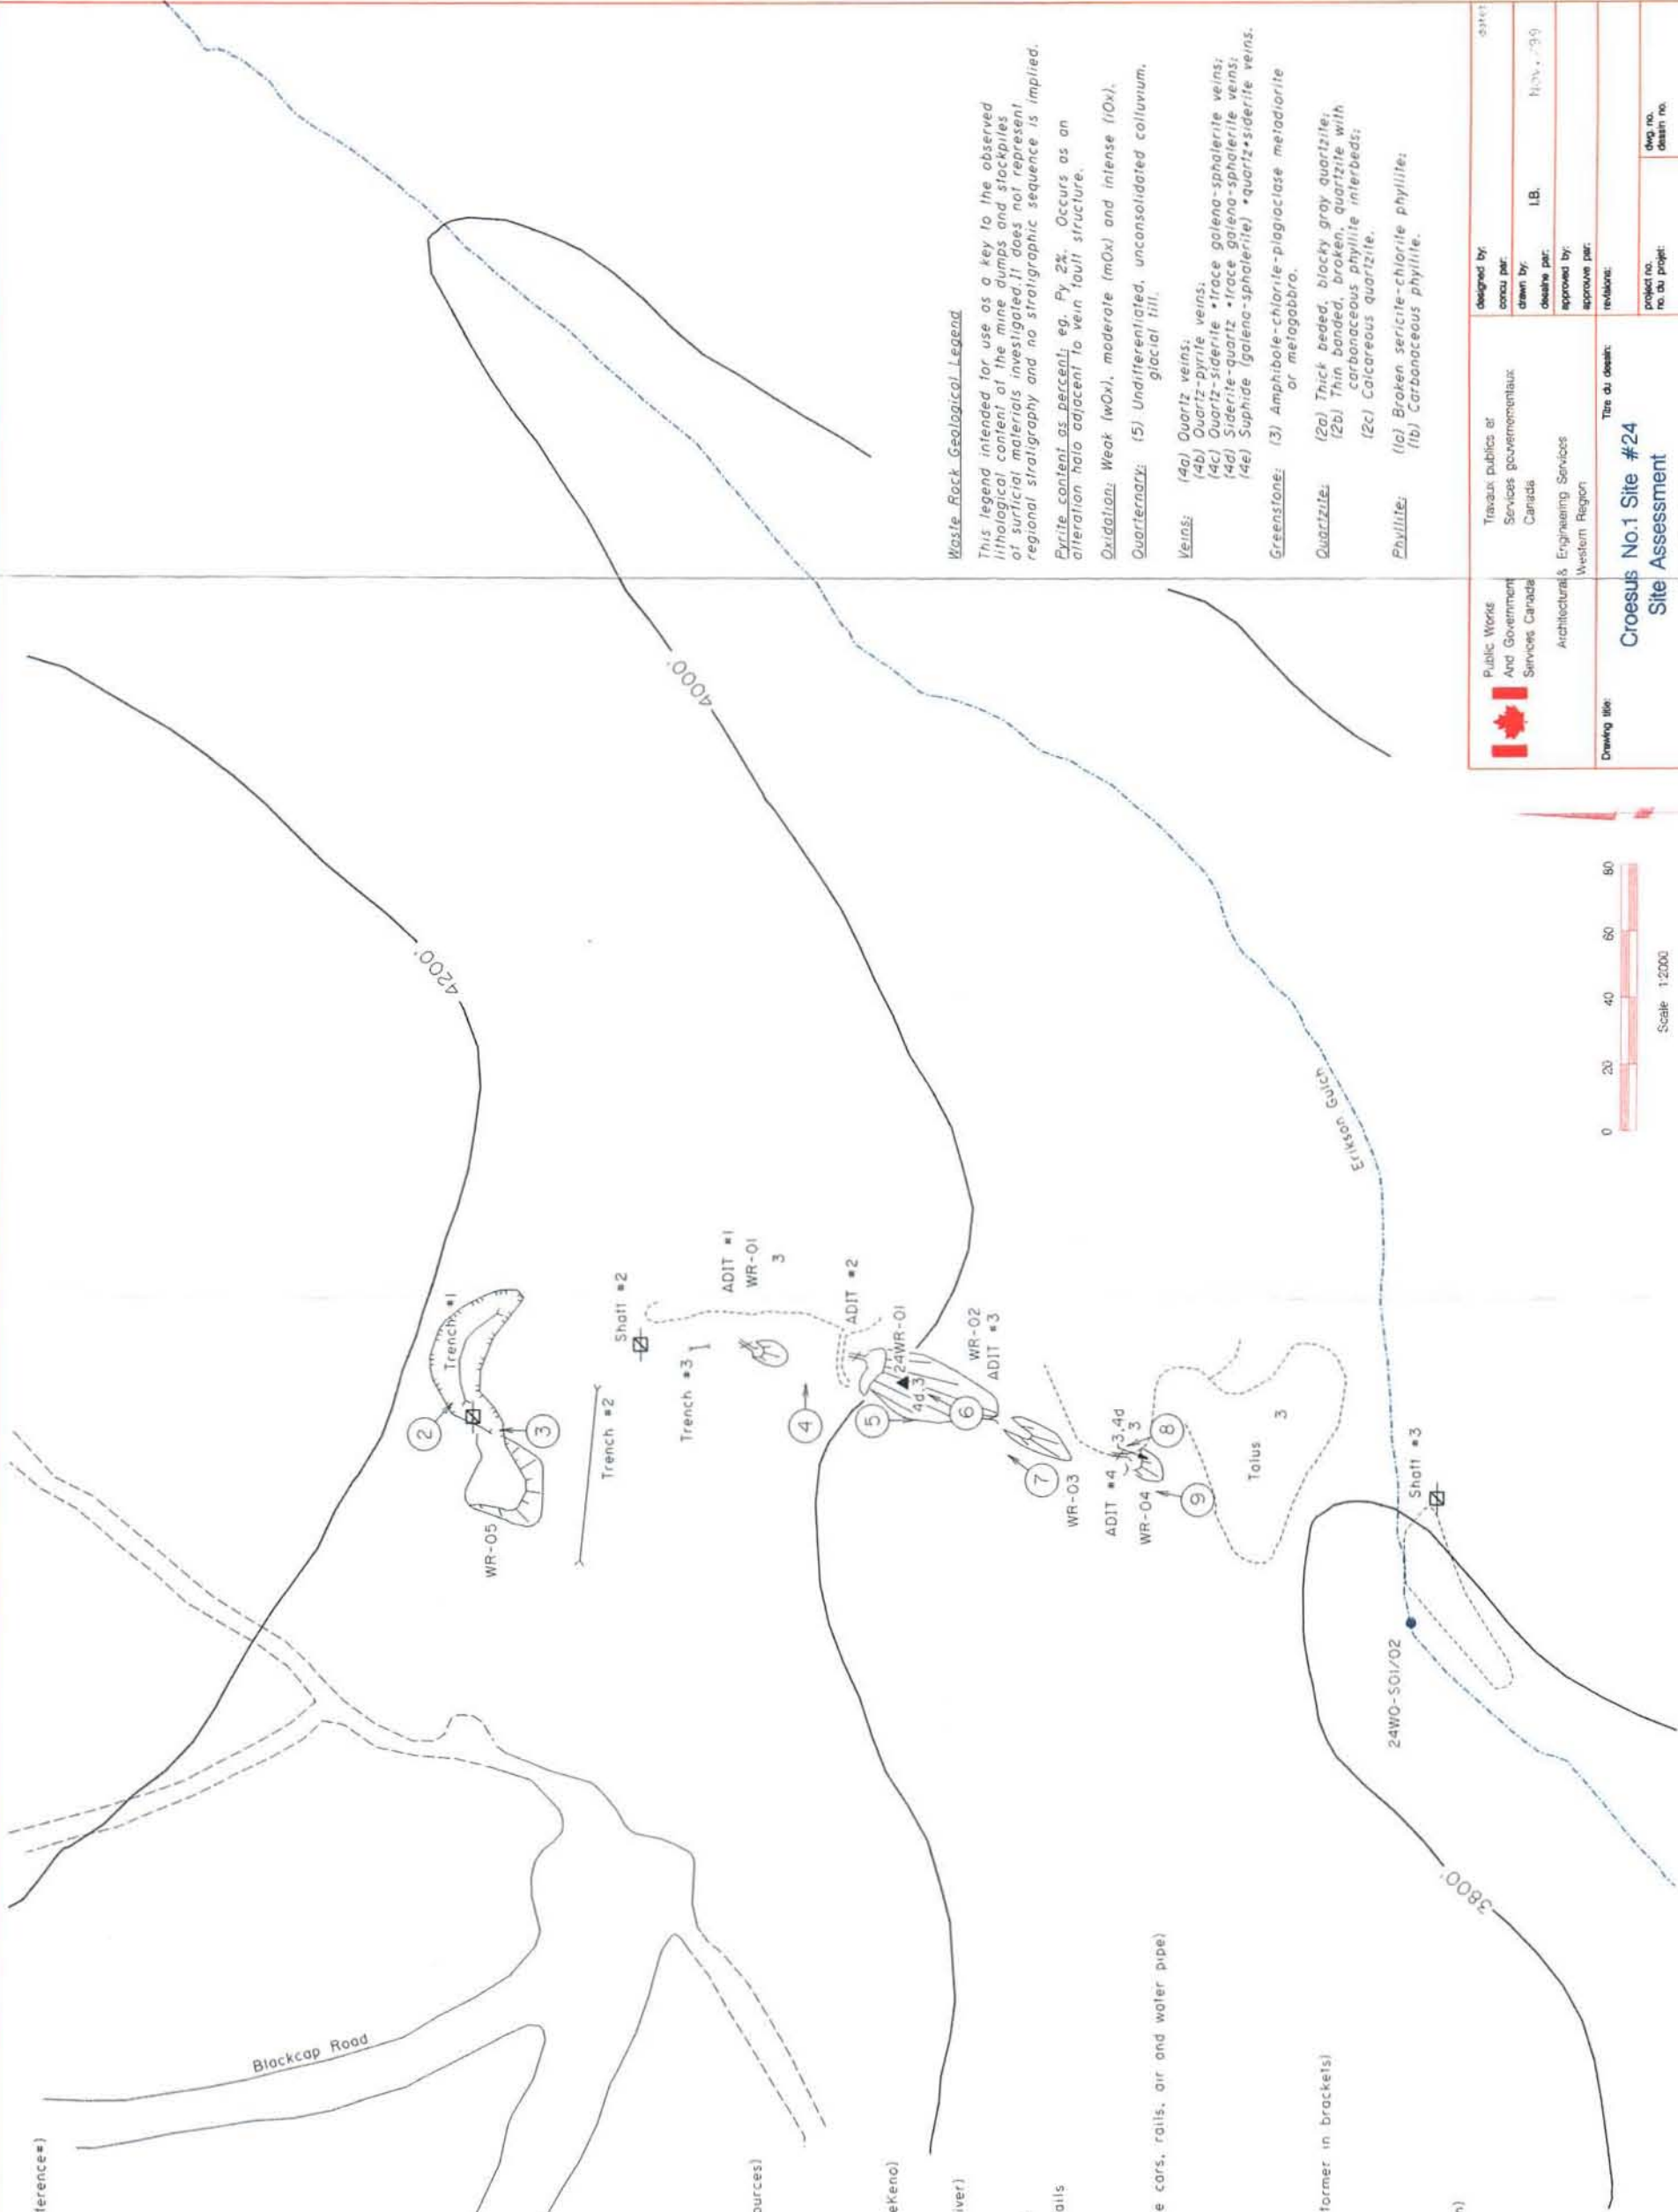 Waste Rock Geological Legend
This legend intended for use as a key to the observed
lithological content of the mine dumps and stockpiles
of surficial materials investigated. It does not represent
regional stratigraphy and no stratigraphic sequence is implied.
Pyrite content as percent: eg. Py 2%. Occurs as an
alteration halo adjacent to vein fault structure.
Oxidation: Weak (wOx), moderate (mOx) and intense (iOx).
Quarternary: (5) Undifferentiated, unconsolidated colluvium,
glacial till.
Veins: (4a) Quartz veins;
(4b) Quartz-pyrite veins;
(4c) Quartz-siderite +trace galena-sphalerite veins;
(4d) Siderite-quartz +trace galena-sphalerite veins;
(4e) Suphide (galena-sphalerite) +quartz+siderite veins.
Greenstone: (3) Amphibole-chlorite-plagioclase metadiorite
or metagabbro.
Quartzite: (2a) Thick beded, blocky gray quartzite;
(2b) Thin banded, broken, quartzite with
carbonaceous phyllite interbeds;
(2c) Calcareous quartzite.
Phyllite: (1a) Broken sericite-chlorite phyllite;
(1b) Carbonaceous phyllite.
4200'
4000'
3800'
Blackcap Road
Erikson Gulch
Trench #1
2
3
WR-05
Trench #2
Shaft #2
Trench #3
ADIT #1
WR-01
3
4
ADIT #2
5
24WR-01
4d,3
6
WR-02
ADIT #3
7
WR-03
ADIT #4
3,4d
3
WR-04
8
9
Talus
3
Shaft #3
24WO-S01/02
ference#)
ources)
eKeno)
iver)
ails
e cars, rails, air and water pipe)
former in brackets)
n)
0 20 40 60 80
Scale 1:2000
Public Works
And Government
Services Canada
Travaux publics et
Services gouvernementaux
Canada
Architectural & Engineering Services
Western Region
designed by:
concu par:
drawn by:
dessine par:
I.B.
Nov. '99
approved by:
approuve par:
Drawing title:
Titre du dessin:
revisions:
Croesus No.1 Site #24
Site Assessment
project no.
no. du projet:
dwg. no.
dessin no.